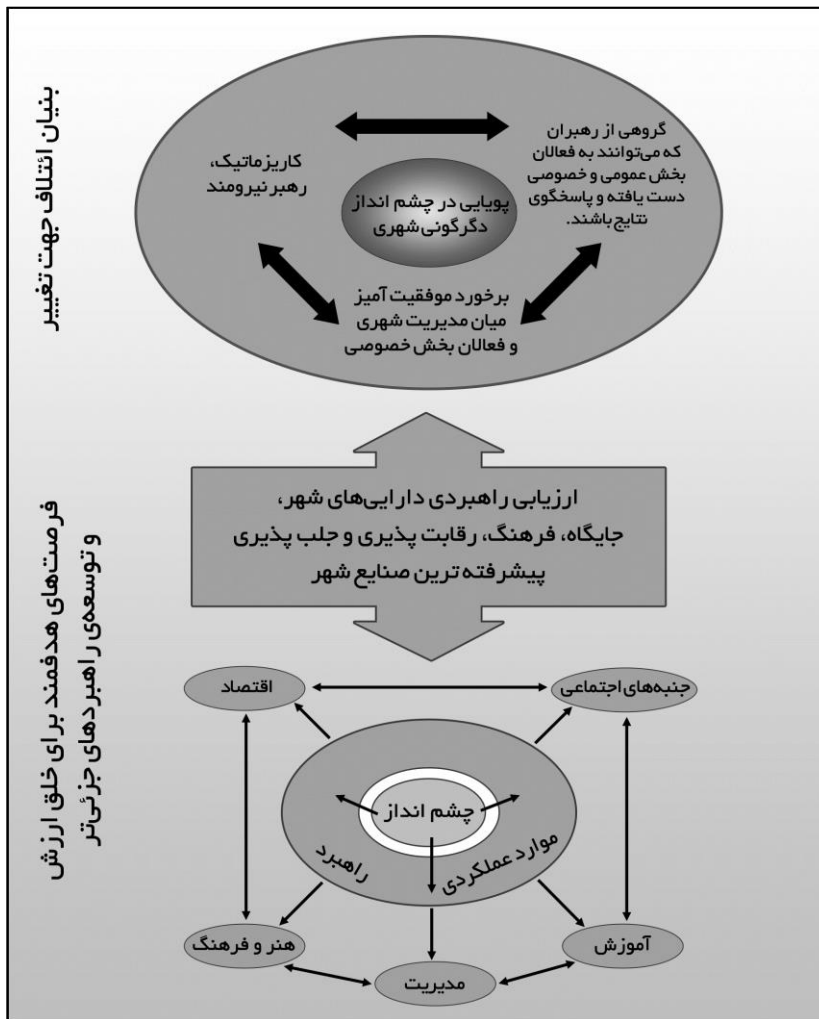 بنیان ائتلاف جهت تغییر
گروهی از رهبران
که می‌توانند به فعالان
بخش عمومی و خصوصی
دست یافته و پاسخگوی
نتایج باشند.
کاریزماتیک،
رهبر نیرومند
پویایی در چشم انداز
دگرگونی شهری
برخورد موفقیت آمیز
میان مدیریت شهری
و فعالان بخش خصوصی
فرصت‌های هدفمند برای خلق ارزش
و توسعه‌ی راهبردهای جزئی‌تر
ارزیابی راهبردی دارایی‌های شهر،
جایگاه، فرهنگ، رقابت پذیری و جلب پذیری
پیشرفته ترین صنایع شهر
جنبه‌های اجتماعی
اقتصاد
چشم انداز
موارد عملکردی
راهبرد
آموزش
هنر و فرهنگ
مدیریت